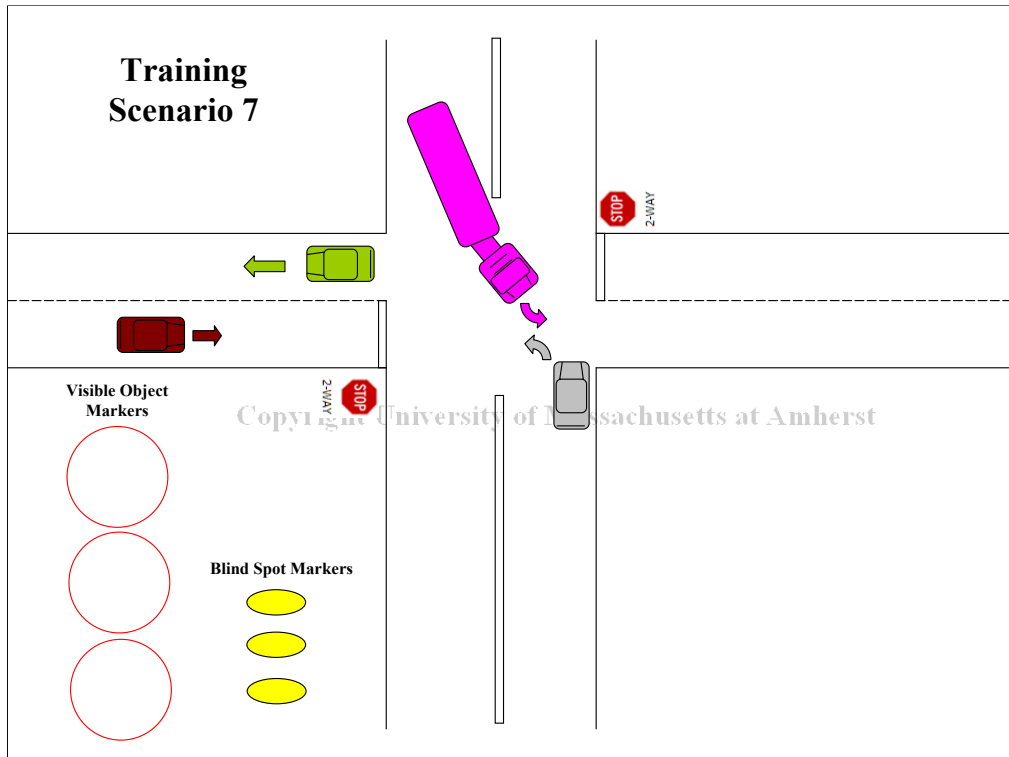 Training
Scenario 7
STOP
2-WAY
Visible Object
Markers
2-WAY
STOP
Copyright University of Massachusetts at Amherst
Blind Spot Markers